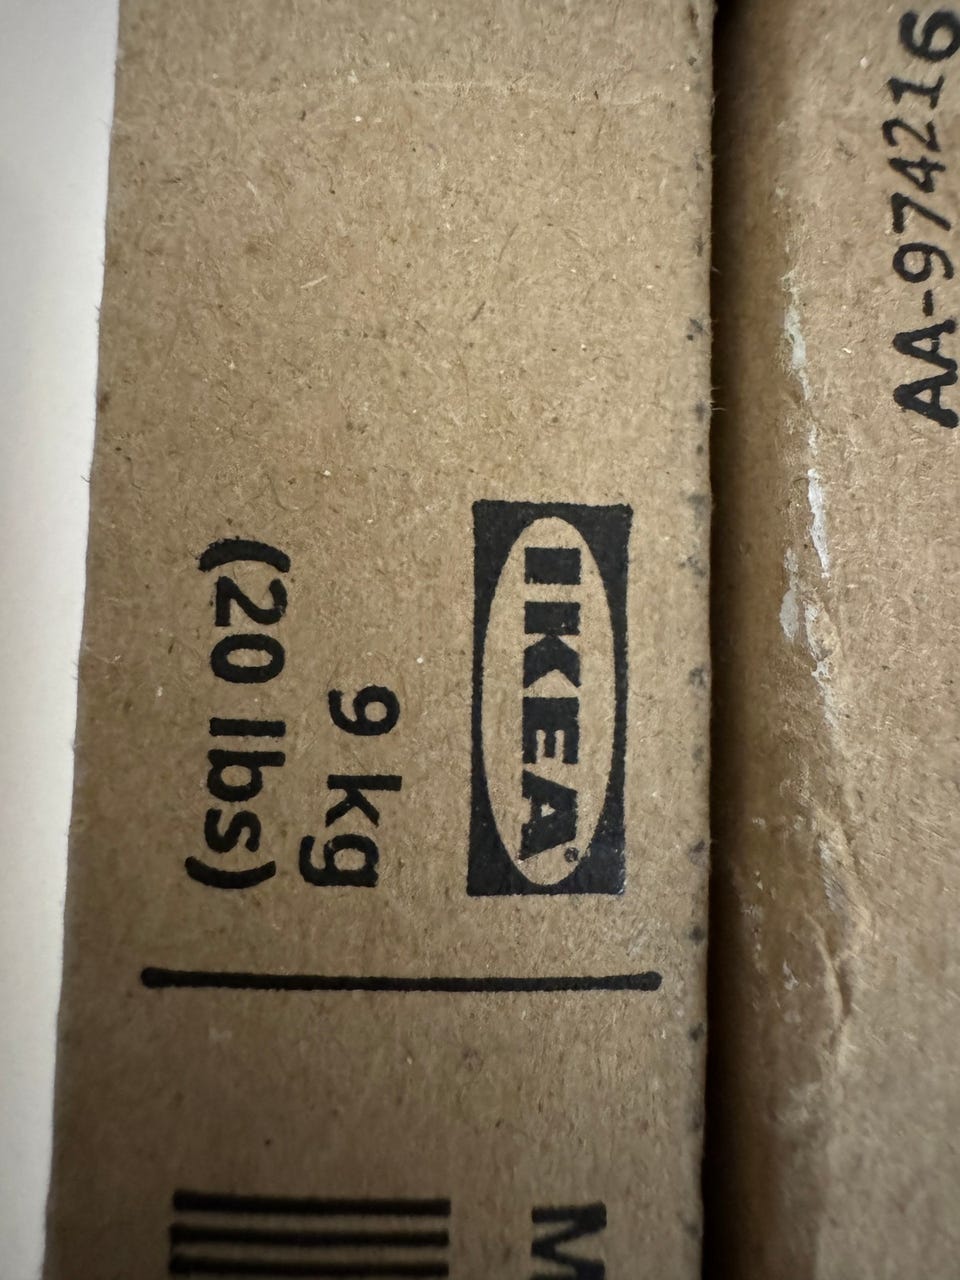 IKEA®
9 kg
(20 lbs)
AA-974216